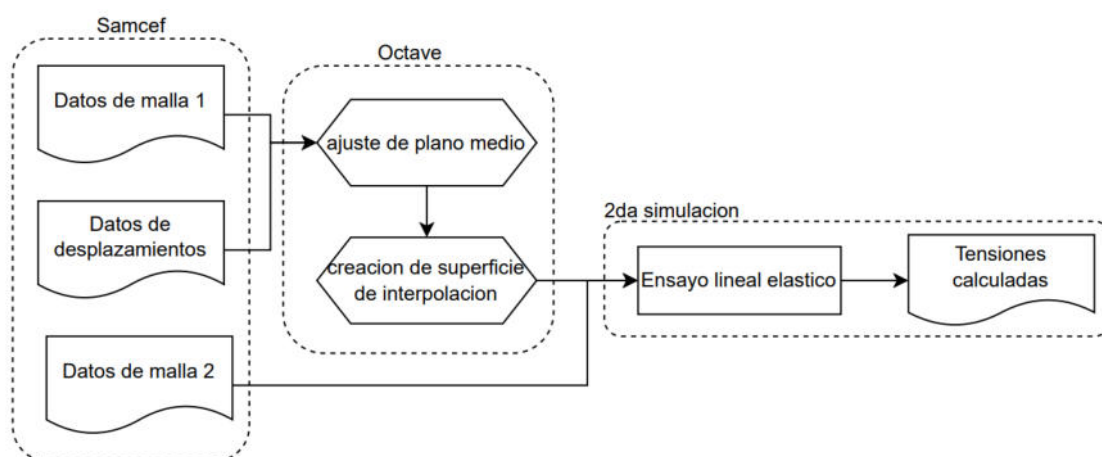 Samcef
Datos de malla 1
Datos de
desplazamientos
Datos de malla 2
Octave
ajuste de plano medio
creacion de superficie
de interpolacion
2da simulacion
Ensayo lineal elastico
Tensiones
calculadas